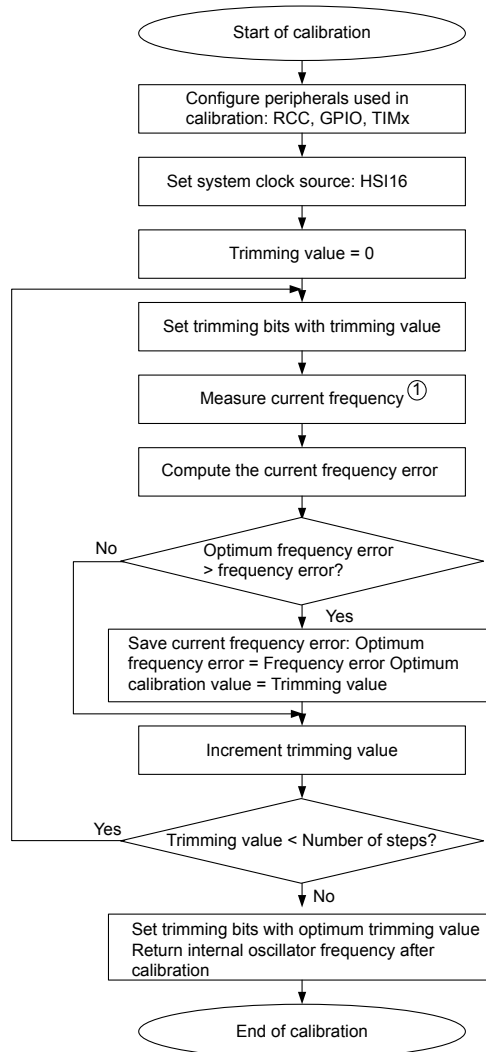 Start of calibration
Configure peripherals used in
calibration: RCC, GPIO, TIMx
Set system clock source: HSI16
Trimming value = 0
Set trimming bits with trimming value
Measure current frequency ①
Compute the current frequency error
No
Optimum frequency error
> frequency error?
Yes
Save current frequency error: Optimum
frequency error = Frequency error Optimum
calibration value = Trimming value
Increment trimming value
Yes
Trimming value < Number of steps?
No
Set trimming bits with optimum trimming value
Return internal oscillator frequency after
calibration
End of calibration